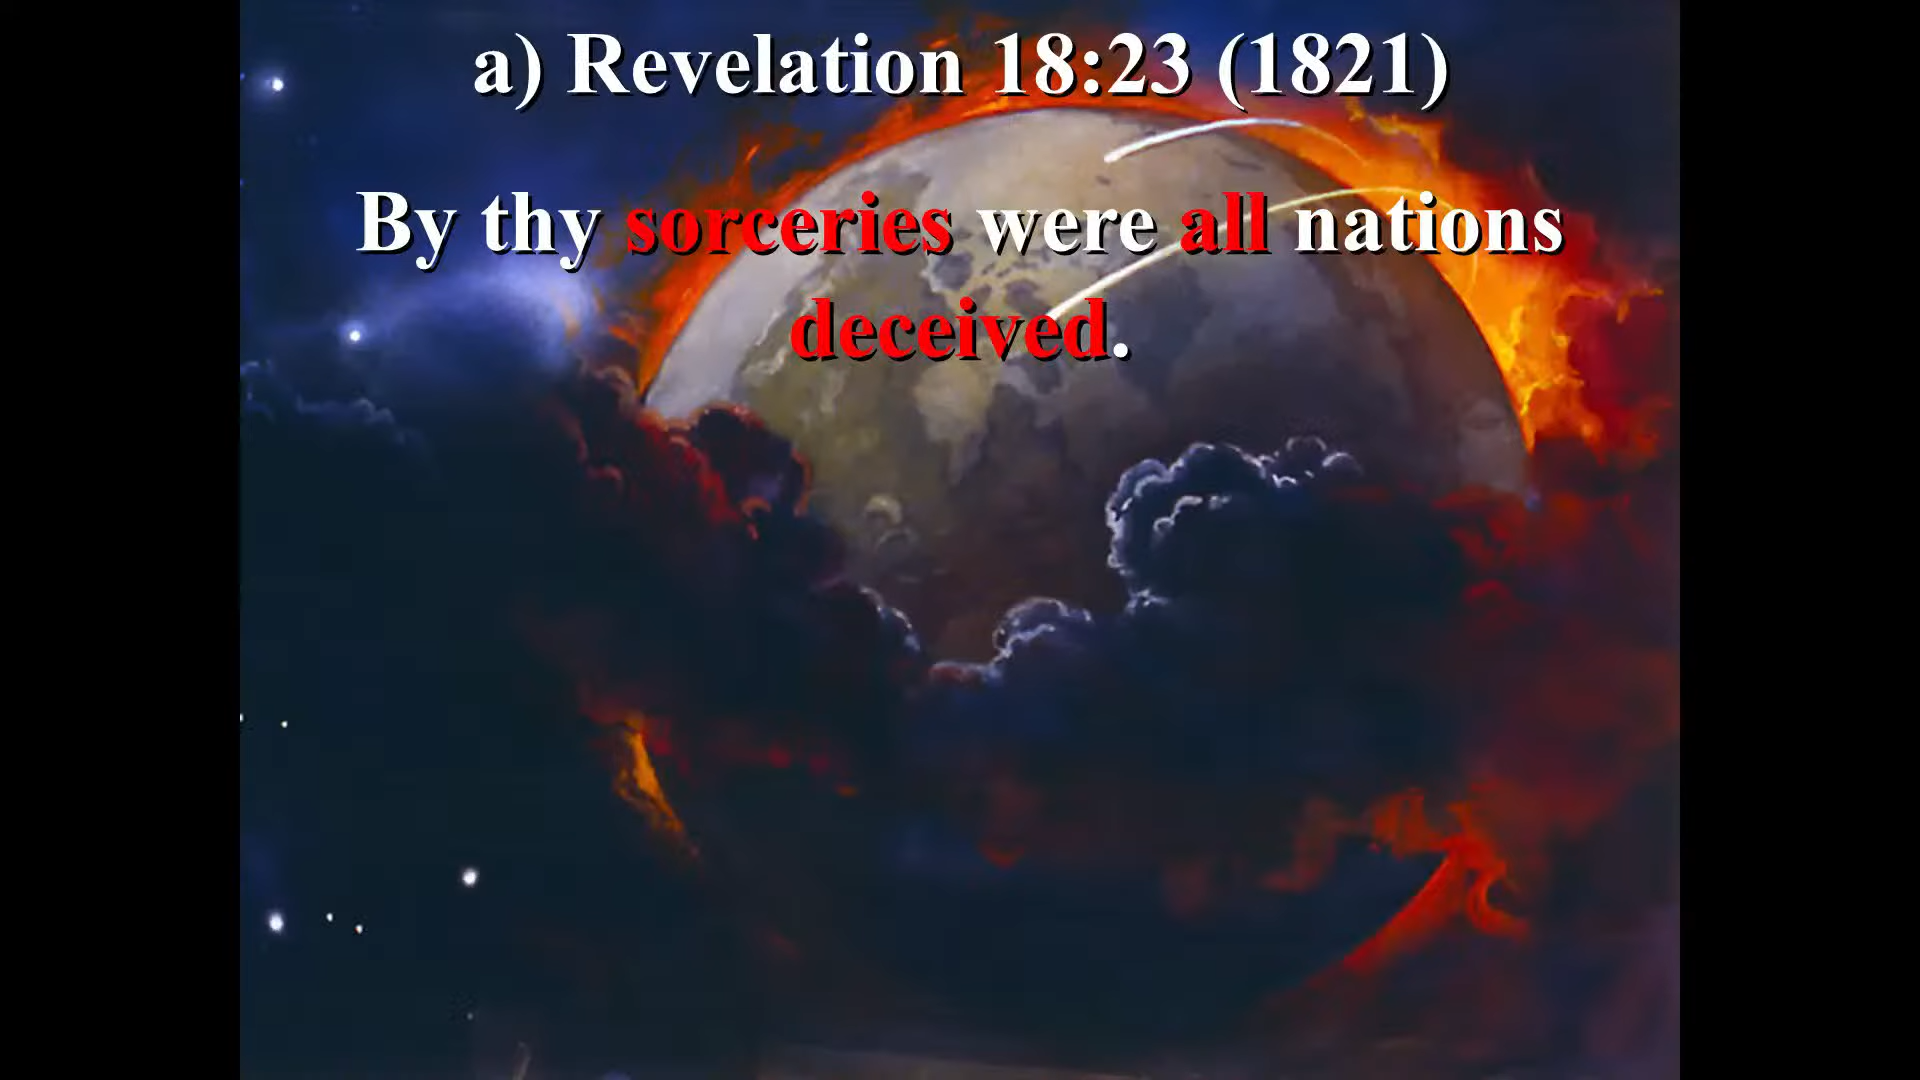 a) Revelation 18:23 (1821)
By thy sorceries were all nations
deceived.